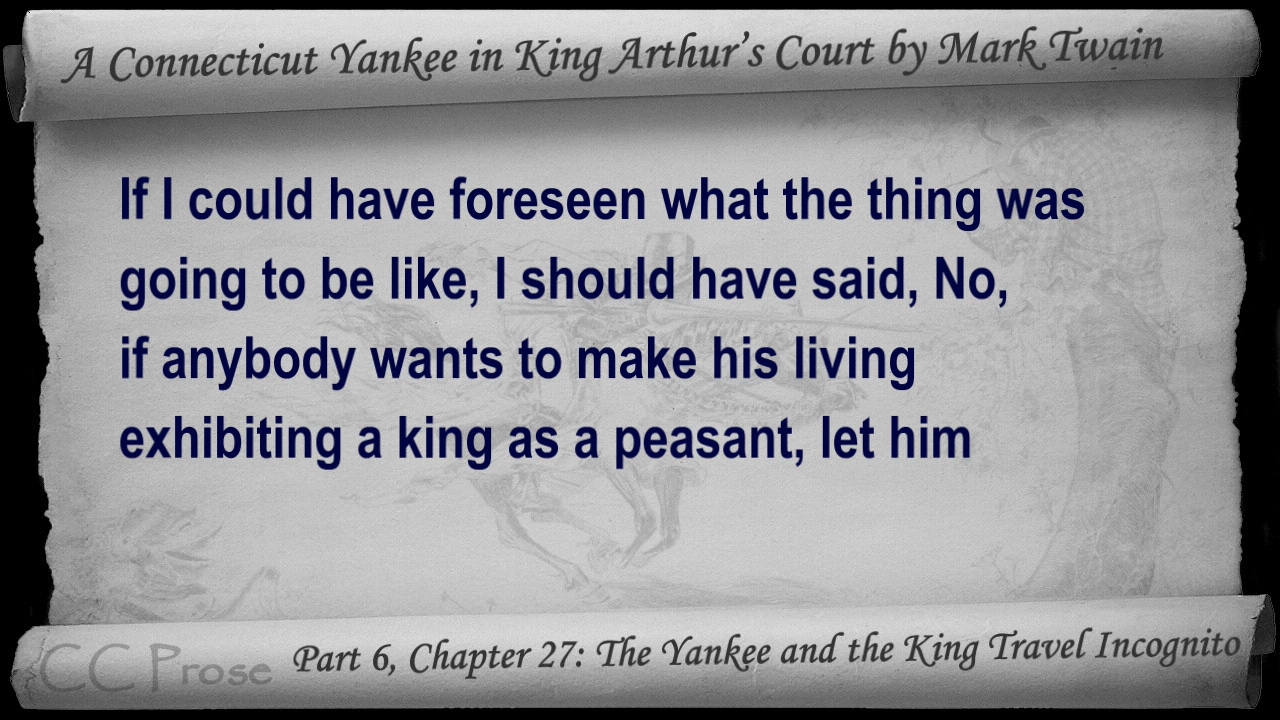 A Connecticut Yankee in King Arthur's Court by Mark Twain
If I could have foreseen what the thing was
going to be like, I should have said, No,
if anybody wants to make his living
exhibiting a king as a peasant, let him
CC Prose
Part 6, Chapter 27: The Yankee and the King Travel Incognito